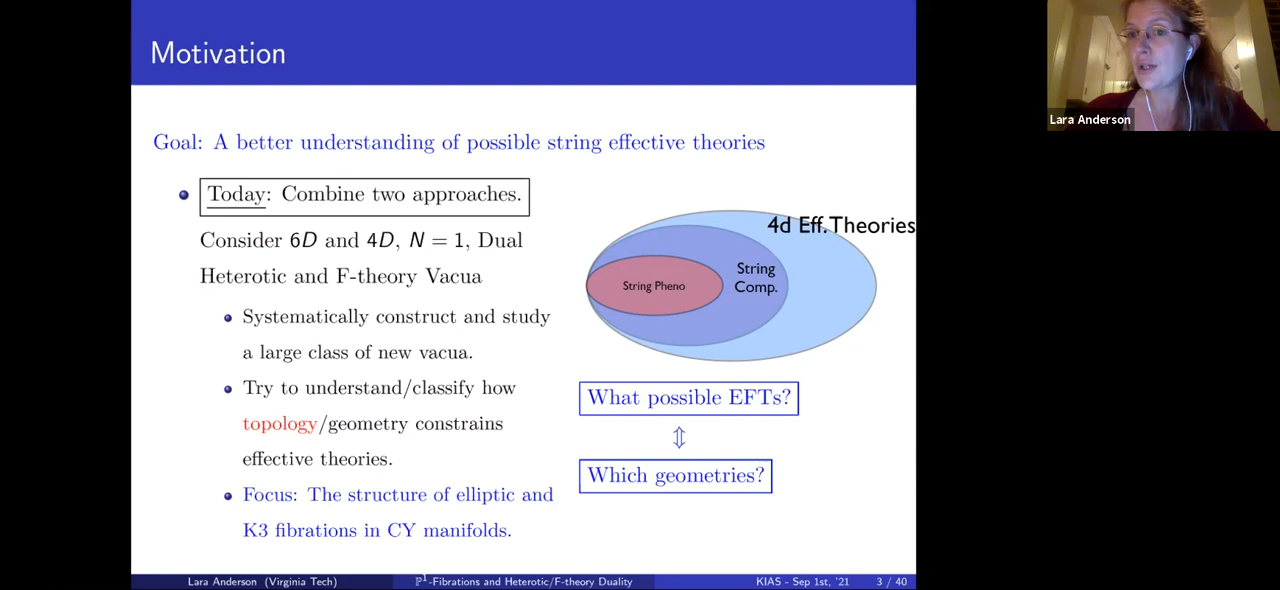 Motivation
Lara Anderson
Goal: A better understanding of possible string effective theories
Today: Combine two approaches.
Consider 6D and 4D, N = 1, Dual
Heterotic and F-theory Vacua
Systematically construct and study
a large class of new vacua.
Try to understand/classify how
topology/geometry constrains
effective theories.
Focus: The structure of elliptic and
K3 fibrations in CY manifolds.
4d Eff.Theories
String
Comp.
String Pheno
What possible EFTs?
⇕
Which geometries?
Lara Anderson (Virginia Tech)
ℙ¹-Fibrations and Heterotic/F-theory Duality
KIAS - Sep 1st, '21
3 / 40